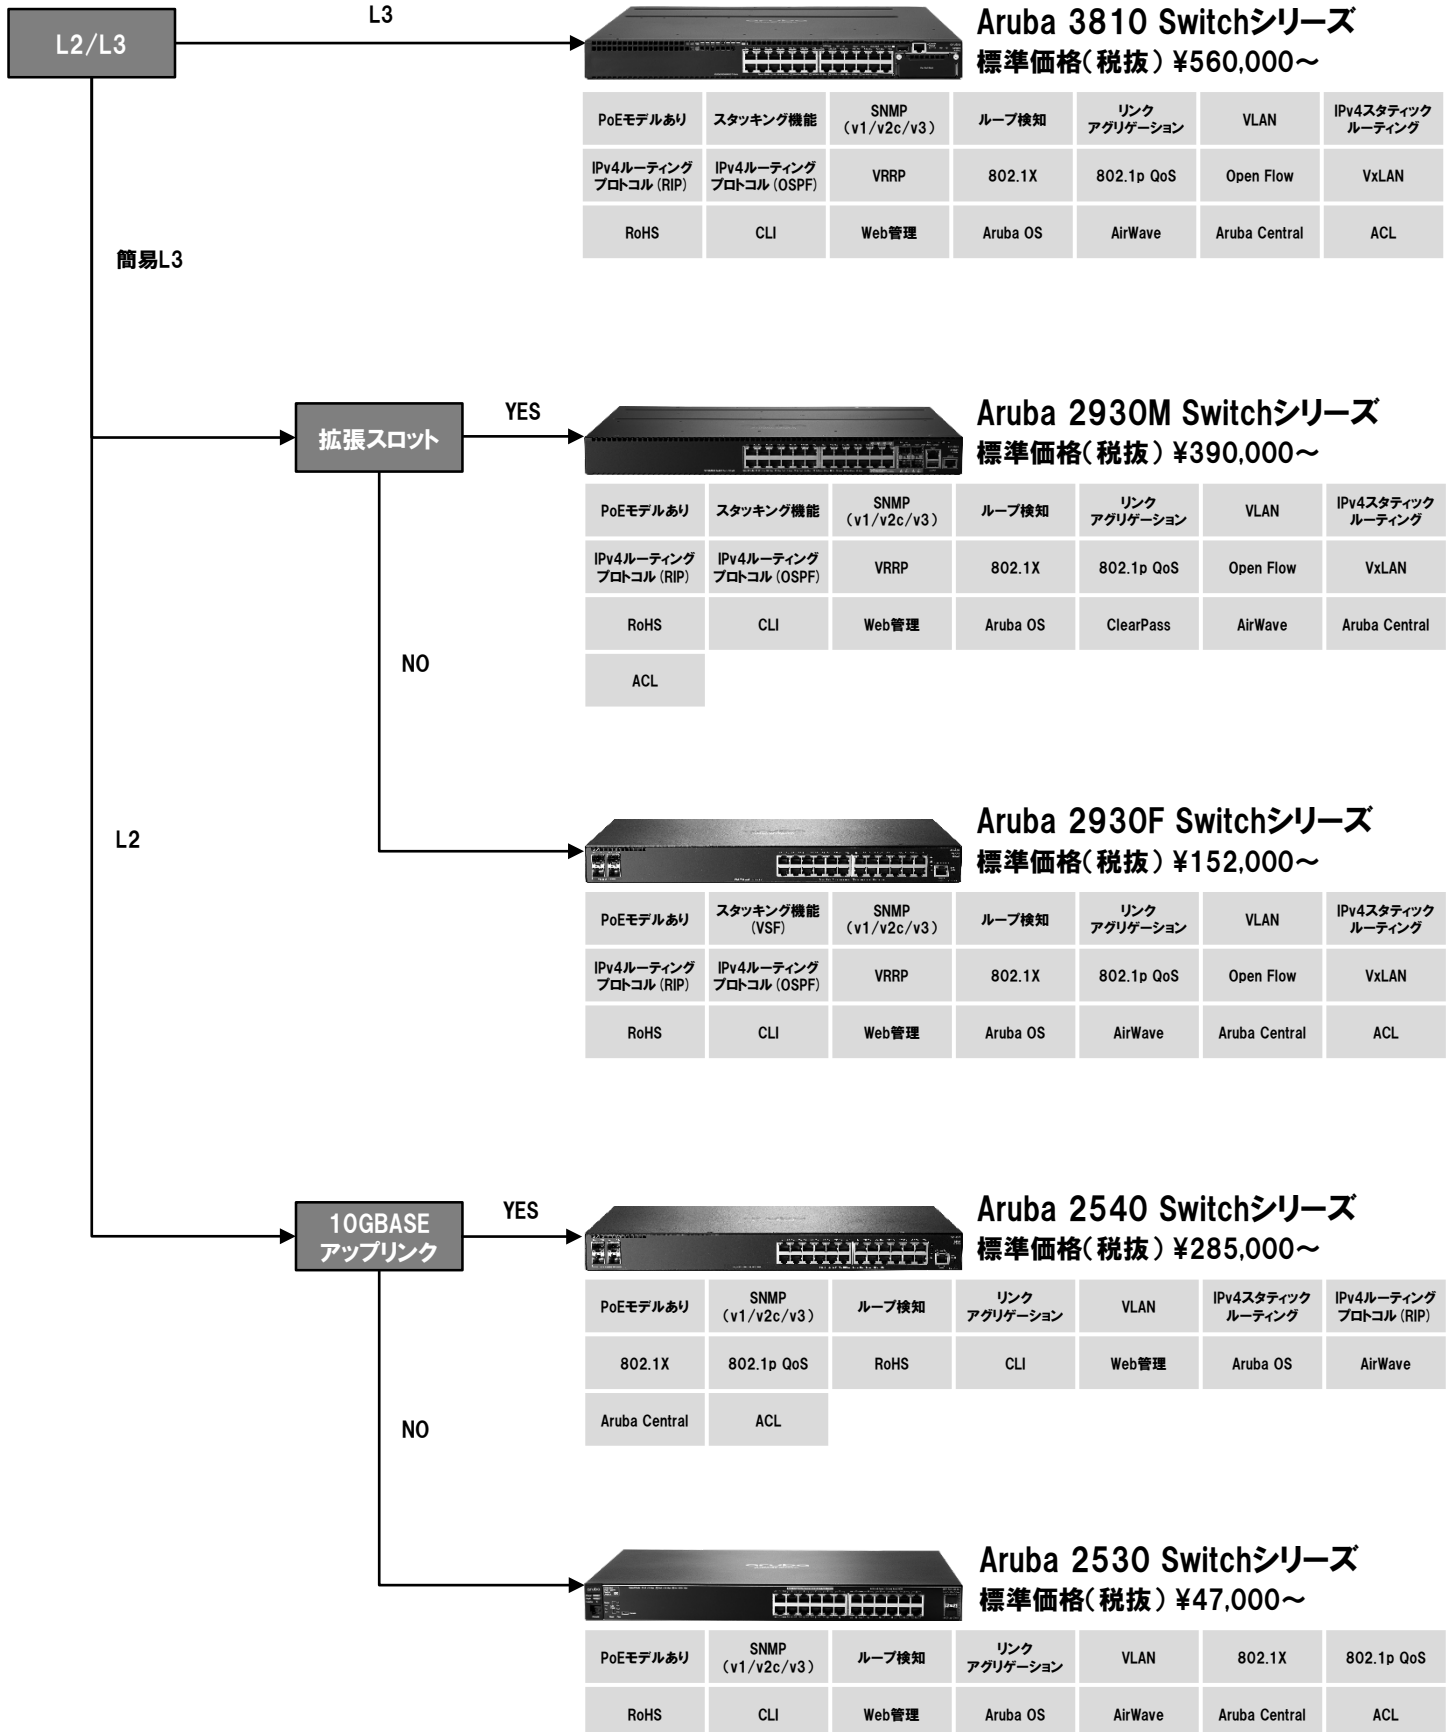 L2/L3
L3
Aruba 3810 Switchシリーズ
標準価格(税抜) ¥560,000～
PoEモデルあり
スタッキング機能
SNMP
(v1/v2c/v3)
ループ検知
リンク
アグリゲーション
VLAN
IPv4スタティック
ルーティング
IPv4ルーティング
プロトコル (RIP)
IPv4ルーティング
プロトコル (OSPF)
VRRP
802.1X
802.1p QoS
Open Flow
VxLAN
RoHS
CLI
Web管理
Aruba OS
AirWave
Aruba Central
ACL
簡易L3
拡張スロット
YES
Aruba 2930M Switchシリーズ
標準価格(税抜) ¥390,000～
PoEモデルあり
スタッキング機能
SNMP
(v1/v2c/v3)
ループ検知
リンク
アグリゲーション
VLAN
IPv4スタティック
ルーティング
IPv4ルーティング
プロトコル (RIP)
IPv4ルーティング
プロトコル (OSPF)
VRRP
802.1X
802.1p QoS
Open Flow
VxLAN
RoHS
CLI
Web管理
Aruba OS
ClearPass
AirWave
Aruba Central
ACL
NO
L2
Aruba 2930F Switchシリーズ
標準価格(税抜) ¥152,000～
PoEモデルあり
スタッキング機能
(VSF)
SNMP
(v1/v2c/v3)
ループ検知
リンク
アグリゲーション
VLAN
IPv4スタティック
ルーティング
IPv4ルーティング
プロトコル (RIP)
IPv4ルーティング
プロトコル (OSPF)
VRRP
802.1X
802.1p QoS
Open Flow
VxLAN
RoHS
CLI
Web管理
Aruba OS
AirWave
Aruba Central
ACL
10GBASE
アップリンク
YES
Aruba 2540 Switchシリーズ
標準価格(税抜) ¥285,000～
PoEモデルあり
SNMP
(v1/v2c/v3)
ループ検知
リンク
アグリゲーション
VLAN
IPv4スタティック
ルーティング
IPv4ルーティング
プロトコル (RIP)
802.1X
802.1p QoS
RoHS
CLI
Web管理
Aruba OS
AirWave
Aruba Central
ACL
NO
Aruba 2530 Switchシリーズ
標準価格(税抜) ¥47,000～
PoEモデルあり
SNMP
(v1/v2c/v3)
ループ検知
リンク
アグリゲーション
VLAN
802.1X
802.1p QoS
RoHS
CLI
Web管理
Aruba OS
AirWave
Aruba Central
ACL